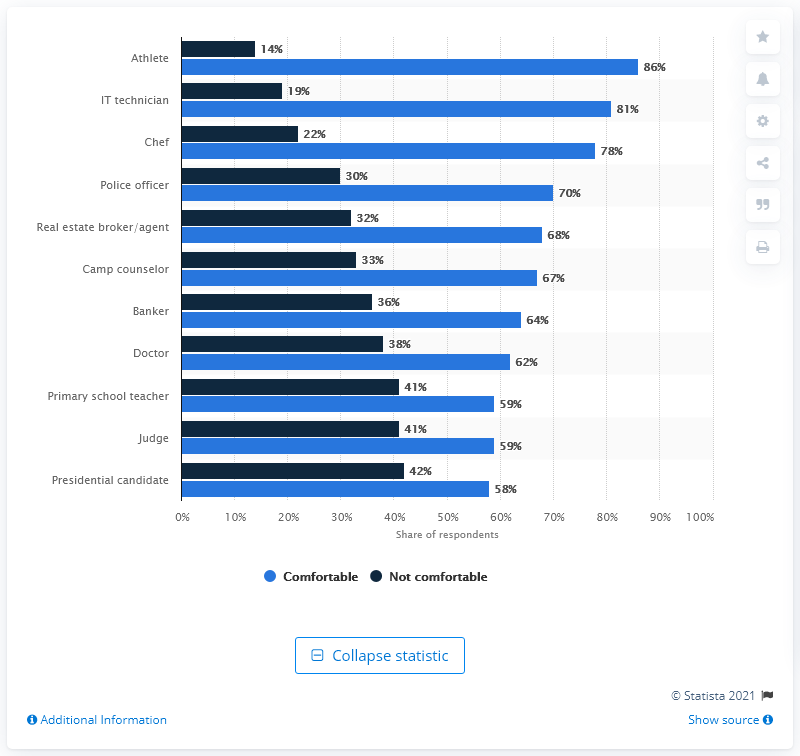 Athlete
14%
86%
IT technician
19%
81%
Chef
22%
78%
Police officer
30%
70%
Real estate broker/agent
32%
68%
Camp counselor
33%
67%
Banker
36%
64%
Doctor
38%
62%
Primary school teacher
41%
59%
Judge
41%
59%
Presidential candidate
42%
58%
0% 10% 20% 30% 40% 50% 60% 70% 80% 90% 100%
Share of respondents
Comfortable Not comfortable
Collapse statistic
© Statista 2021
Additional Information Show source